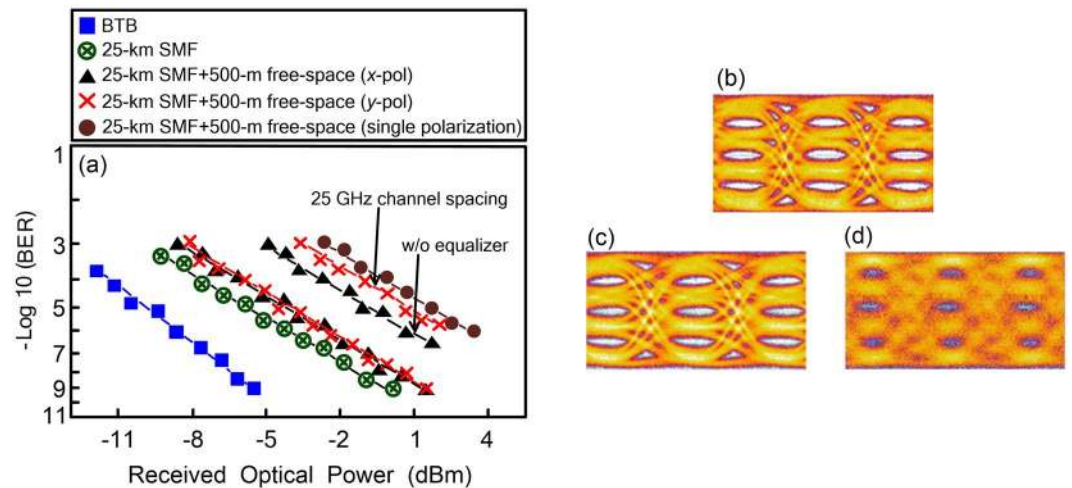 BTB
25-km SMF
25-km SMF+500-m free-space (x-pol)
25-km SMF+500-m free-space (y-pol)
25-km SMF+500-m free-space (single polarization)
(a)
25 GHz channel spacing
w/o equalizer
-Log 10 (BER)
1
3
5
7
9
11
-11
-8
-5
-2
1
4
Received Optical Power (dBm)
(b)
(c)
(d)